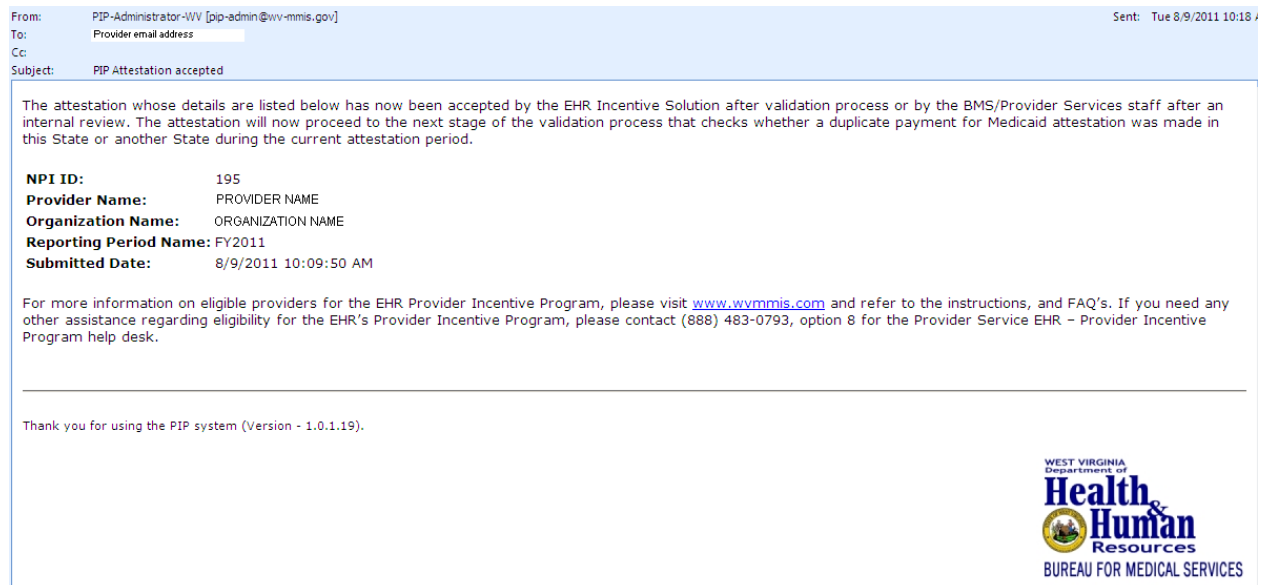 From: PIP-Administrator-WV [pip-admin@wv-mmis.gov] Sent: Tue 8/9/2011 10:18
To: Provider email address
Cc:
Subject: PIP Attestation accepted
The attestation whose details are listed below has now been accepted by the EHR Incentive Solution after validation process or by the BMS/Provider Services staff after an
internal review. The attestation will now proceed to the next stage of the validation process that checks whether a duplicate payment for Medicaid attestation was made in
this State or another State during the current attestation period.
NPI ID: 195
Provider Name: PROVIDER NAME
Organization Name: ORGANIZATION NAME
Reporting Period Name: FY2011
Submitted Date: 8/9/2011 10:09:50 AM
For more information on eligible providers for the EHR Provider Incentive Program, please visit www.wvmmis.com and refer to the instructions, and FAQ's. If you need any
other assistance regarding eligibility for the EHR's Provider Incentive Program, please contact (888) 483-0793, option 8 for the Provider Service EHR – Provider Incentive
Program help desk.
Thank you for using the PIP system (Version - 1.0.1.19).
WEST VIRGINIA
Department of
Health
&
Human
Resources
BUREAU FOR MEDICAL SERVICES